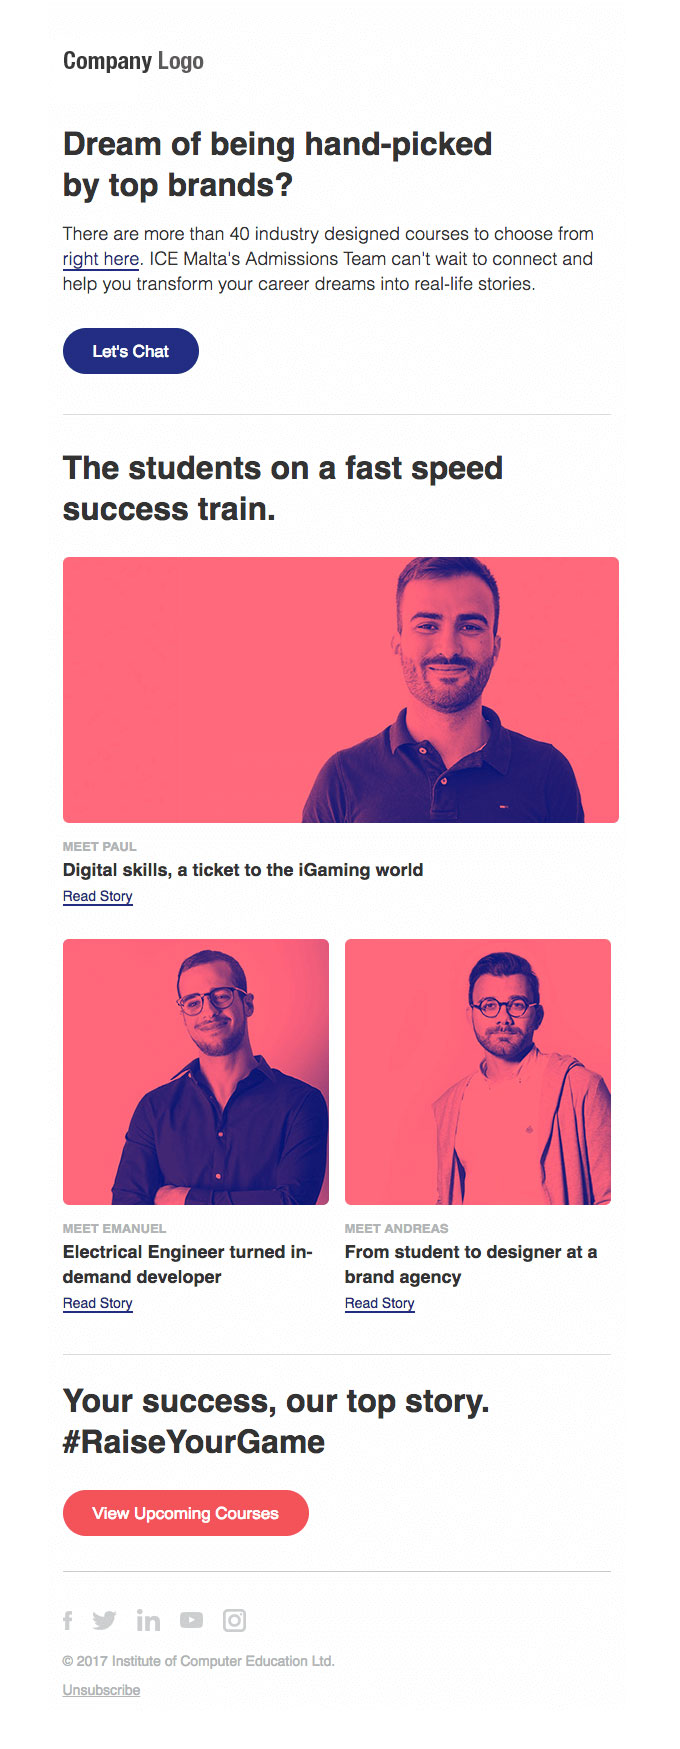 Company Logo
Dream of being hand-picked
by top brands?
There are more than 40 industry designed courses to choose from
right here. ICE Malta's Admissions Team can't wait to connect and
help you transform your career dreams into real-life stories.
Let's Chat
The students on a fast speed
success train.
MEET PAUL
Digital skills, a ticket to the iGaming world
Read Story
MEET EMANUEL
Electrical Engineer turned in-
demand developer
Read Story
MEET ANDREAS
From student to designer at a
brand agency
Read Story
Your success, our top story.
#RaiseYourGame
View Upcoming Courses
© 2017 Institute of Computer Education Ltd.
Unsubscribe